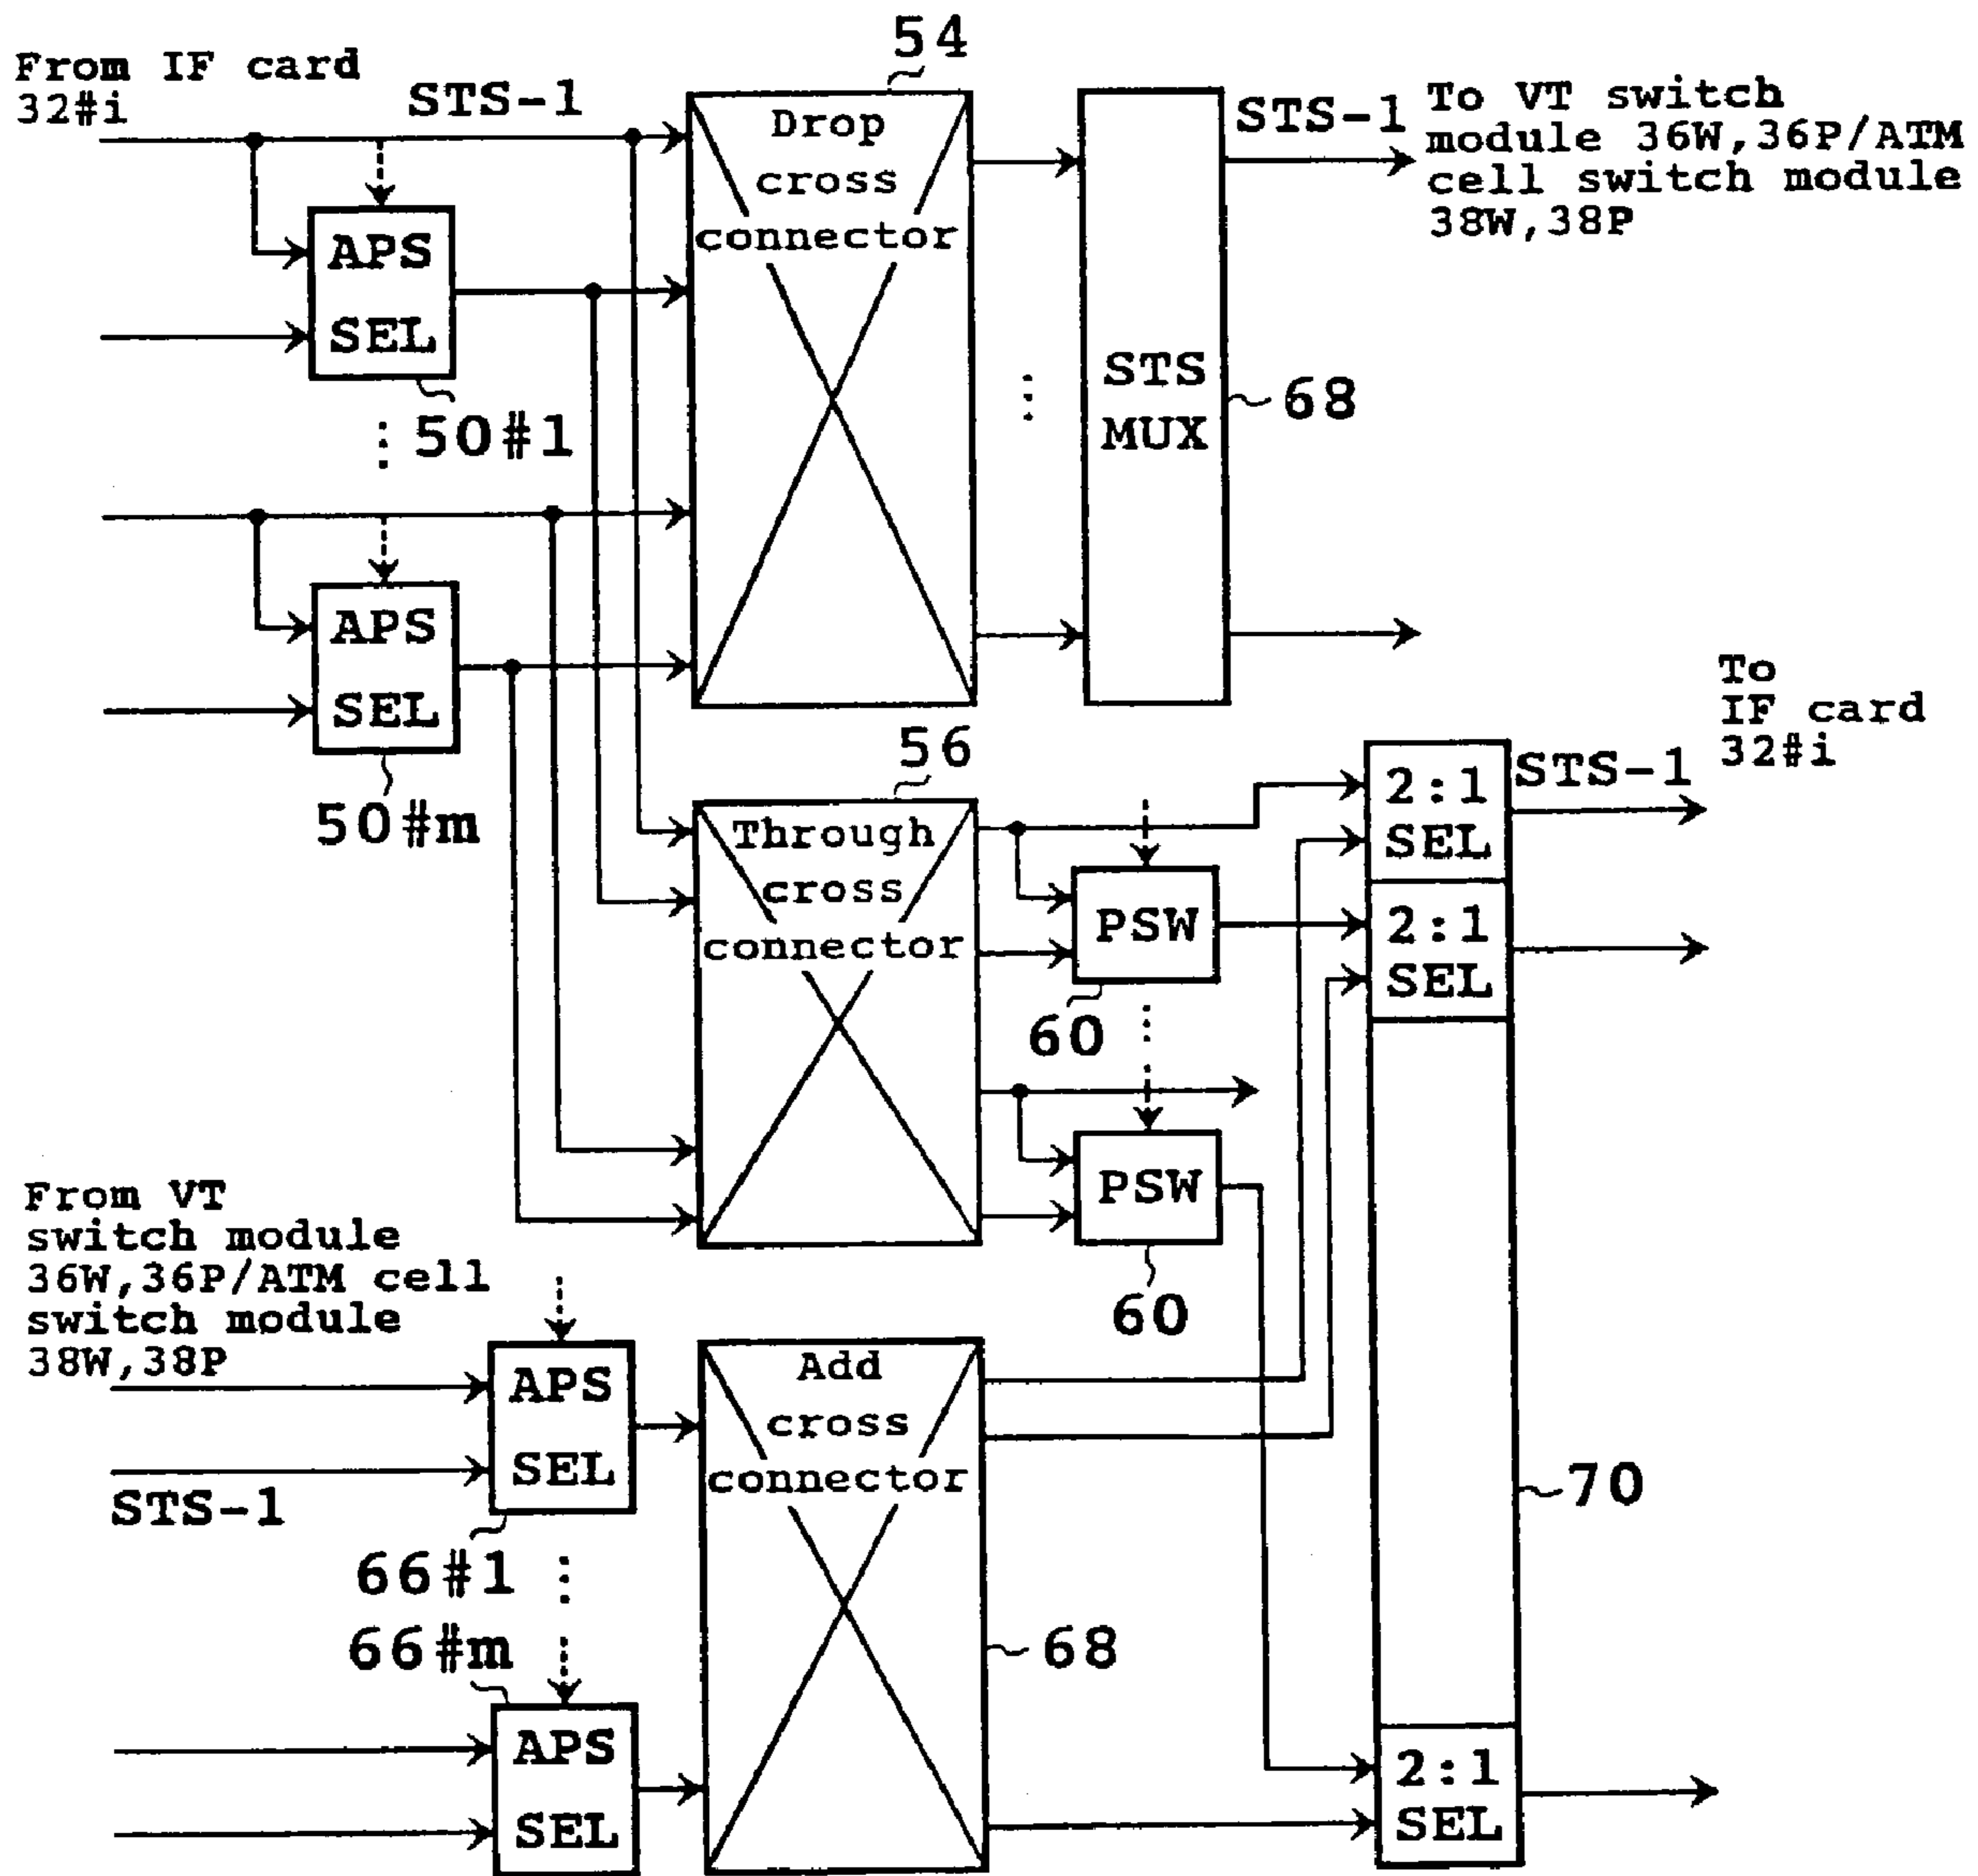 54
From IF card
32#i
STS-1
Drop
cross
connector
STS-1
To VT switch
module 36W,36P/ATM
cell switch module
38W,38P
APS
SEL
50#1
STS
MUX
68
APS
SEL
50#m
To
IF card
32#i
56
Through
cross
connector
2:1
SEL
STS-1
PSW
60
2:1
SEL
PSW
60
From VT
switch module
36W,36P/ATM cell
switch module
38W,38P
APS
SEL
STS-1
66#1
Add
cross
connector
70
66#m
68
APS
SEL
2:1
SEL